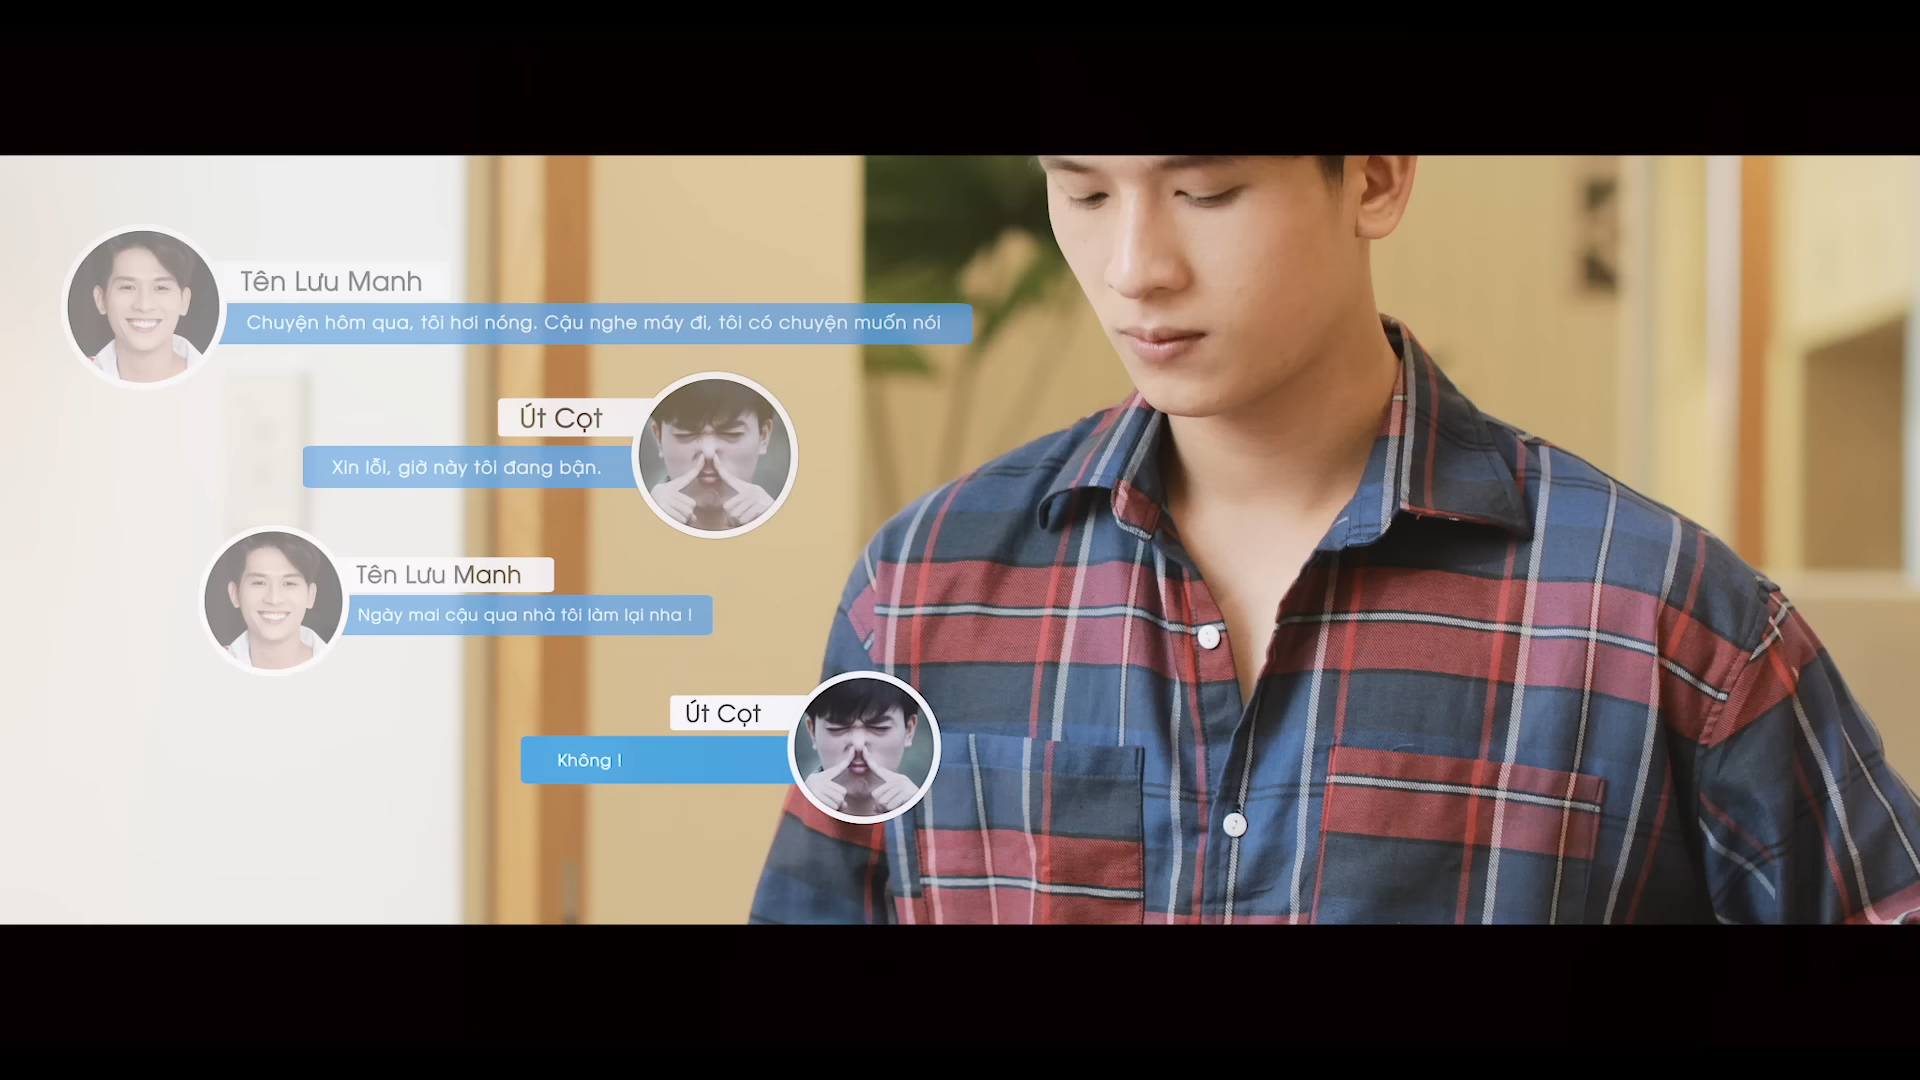 Tên Lưu Manh
Chuyện hôm qua, tôi hơi nóng. Cậu nghe máy đi, tôi có chuyện muốn nói
Út Cọt
Xin lỗi, giờ này tôi đang bận.
Tên Lưu Manh
Ngày mai cậu qua nhà tôi làm lại nha !
Út Cọt
Không !